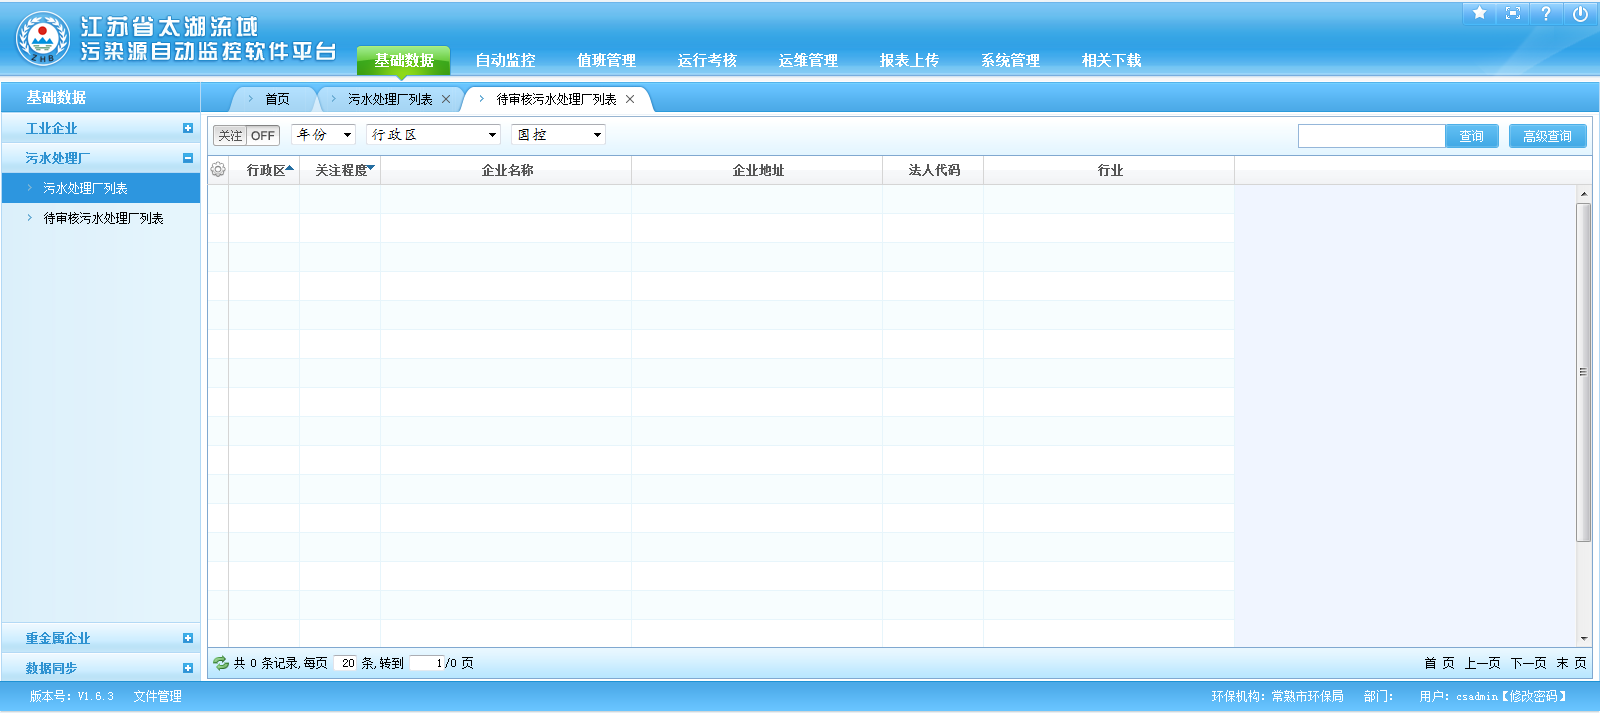 江苏省太湖流域
污染源自动监控软件平台
ZHB
基础数据 自动监控 值班管理 运行考核 运维管理 报表上传 系统管理 相关下载
基础数据
首页 污水处理厂列表 待审核污水处理厂列表
工业企业
污水处理厂
污水处理厂列表
待审核污水处理厂列表
重金属企业
数据同步
关注 OFF 年份 行政区 国控 查询 高级查询
行政区 关注程度 企业名称 企业地址 法人代码 行业
共 0 条记录,每页 20 条,转到 1/0 页 首 页 上一页 下一页 末 页
版本号: V1.6.3 文件管理 环保机构: 常熟市环保局 部门: 用户: csadmin【修改密码】